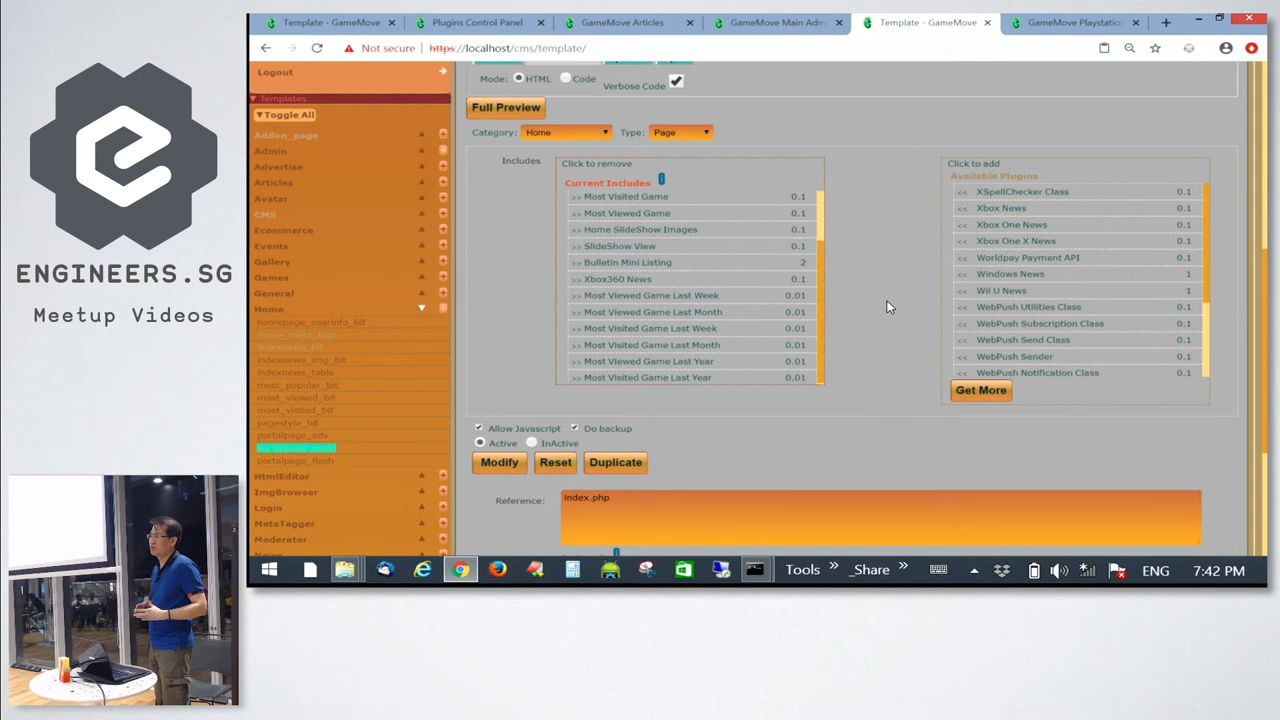 ENGINEERS.SG
Meetup Videos
Template - GameMove
Plugins Control Panel
GameMove Articles
GameMove Main Adm
Template - GameMove
GameMove Playstation
Not secure
https://localhost/cms/template/
Logout
Templates
▼Toggle All
Addon_page
Admin
Advertise
Articles
Avatar
CMS
Ecommerce
Events
Gallery
Games
General
Home
homepage_userinfo_bit
home_meta_tags
indexnews_bit
indexnews_img_bit
indexnews_table
most_popular_bit
most_viewed_bit
most_visited_bit
pagestyle_bit
portalpage_adv
portalpage_flash
HtmlEditor
ImgBrowser
Login
MetaTagger
Moderator
Mode: HTML Code
Verbose Code
Full Preview
Category: Home Type: Page
Includes
Click to remove
Current Includes
>> Most Visited Game 0.1
>> Most Viewed Game 0.1
>> Home SlideShow Images 0.1
>> SlideShow View 0.1
>> Bulletin Mini Listing 2
>> Xbox360 News 0.1
>> Most Viewed Game Last Week 0.01
>> Most Viewed Game Last Month 0.01
>> Most Visited Game Last Week 0.01
>> Most Visited Game Last Month 0.01
>> Most Viewed Game Last Year 0.01
>> Most Visited Game Last Year 0.01
Click to add
Available Plugins
<< XSpellChecker Class 0.1
<< Xbox News 0.1
<< Xbox One News 0.1
<< Xbox One X News 0.1
<< Worldpay Payment API 0.1
<< Windows News 1
<< Wii U News 1
<< WebPush Utilities Class 0.1
<< WebPush Subscription Class 0.1
<< WebPush Send Class 0.1
<< WebPush Sender 0.1
<< WebPush Notification Class 0.1
Get More
Allow Javascript Do backup
Active InActive
Modify Reset Duplicate
Reference:
index.php
Tools » _Share »
ENG 7:42 PM